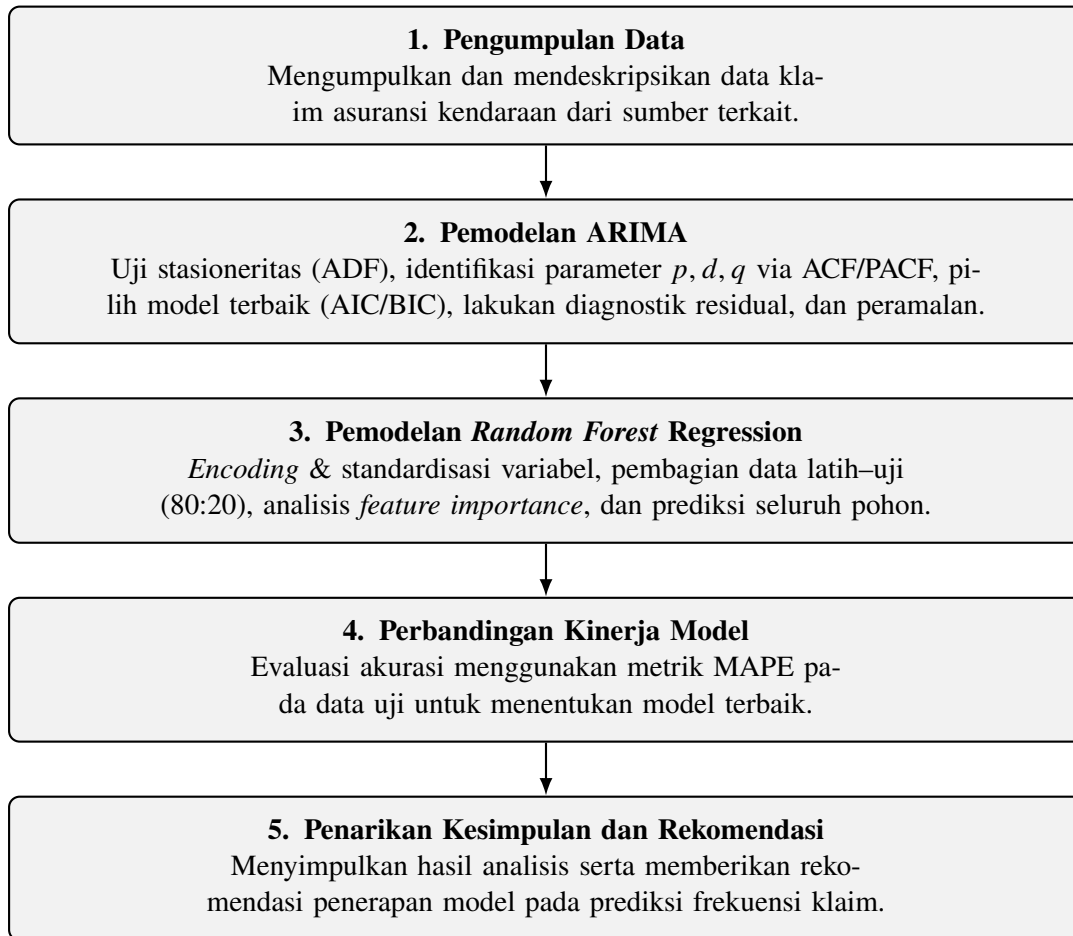 1. Pengumpulan Data
Mengumpulkan dan mendeskripsikan data kla-
im asuransi kendaraan dari sumber terkait.
2. Pemodelan ARIMA
Uji stasioneritas (ADF), identifikasi parameter p, d, q via ACF/PACF, pi-
lih model terbaik (AIC/BIC), lakukan diagnostik residual, dan peramalan.
3. Pemodelan Random Forest Regression
Encoding & standardisasi variabel, pembagian data latih–uji
(80:20), analisis feature importance, dan prediksi seluruh pohon.
4. Perbandingan Kinerja Model
Evaluasi akurasi menggunakan metrik MAPE pa-
da data uji untuk menentukan model terbaik.
5. Penarikan Kesimpulan dan Rekomendasi
Menyimpulkan hasil analisis serta memberikan reko-
mendasi penerapan model pada prediksi frekuensi klaim.